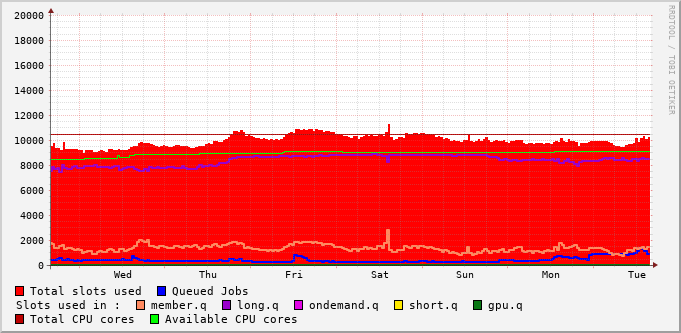 20000
18000
16000
14000
12000
10000
8000
6000
4000
2000
0
Wed Thu Fri Sat Sun Mon Tue
RRDTOOL / TOBI OETIKER
Total slots used Queued Jobs
Slots used in : member.q long.q ondemand.q short.q gpu.q
Total CPU cores Available CPU cores